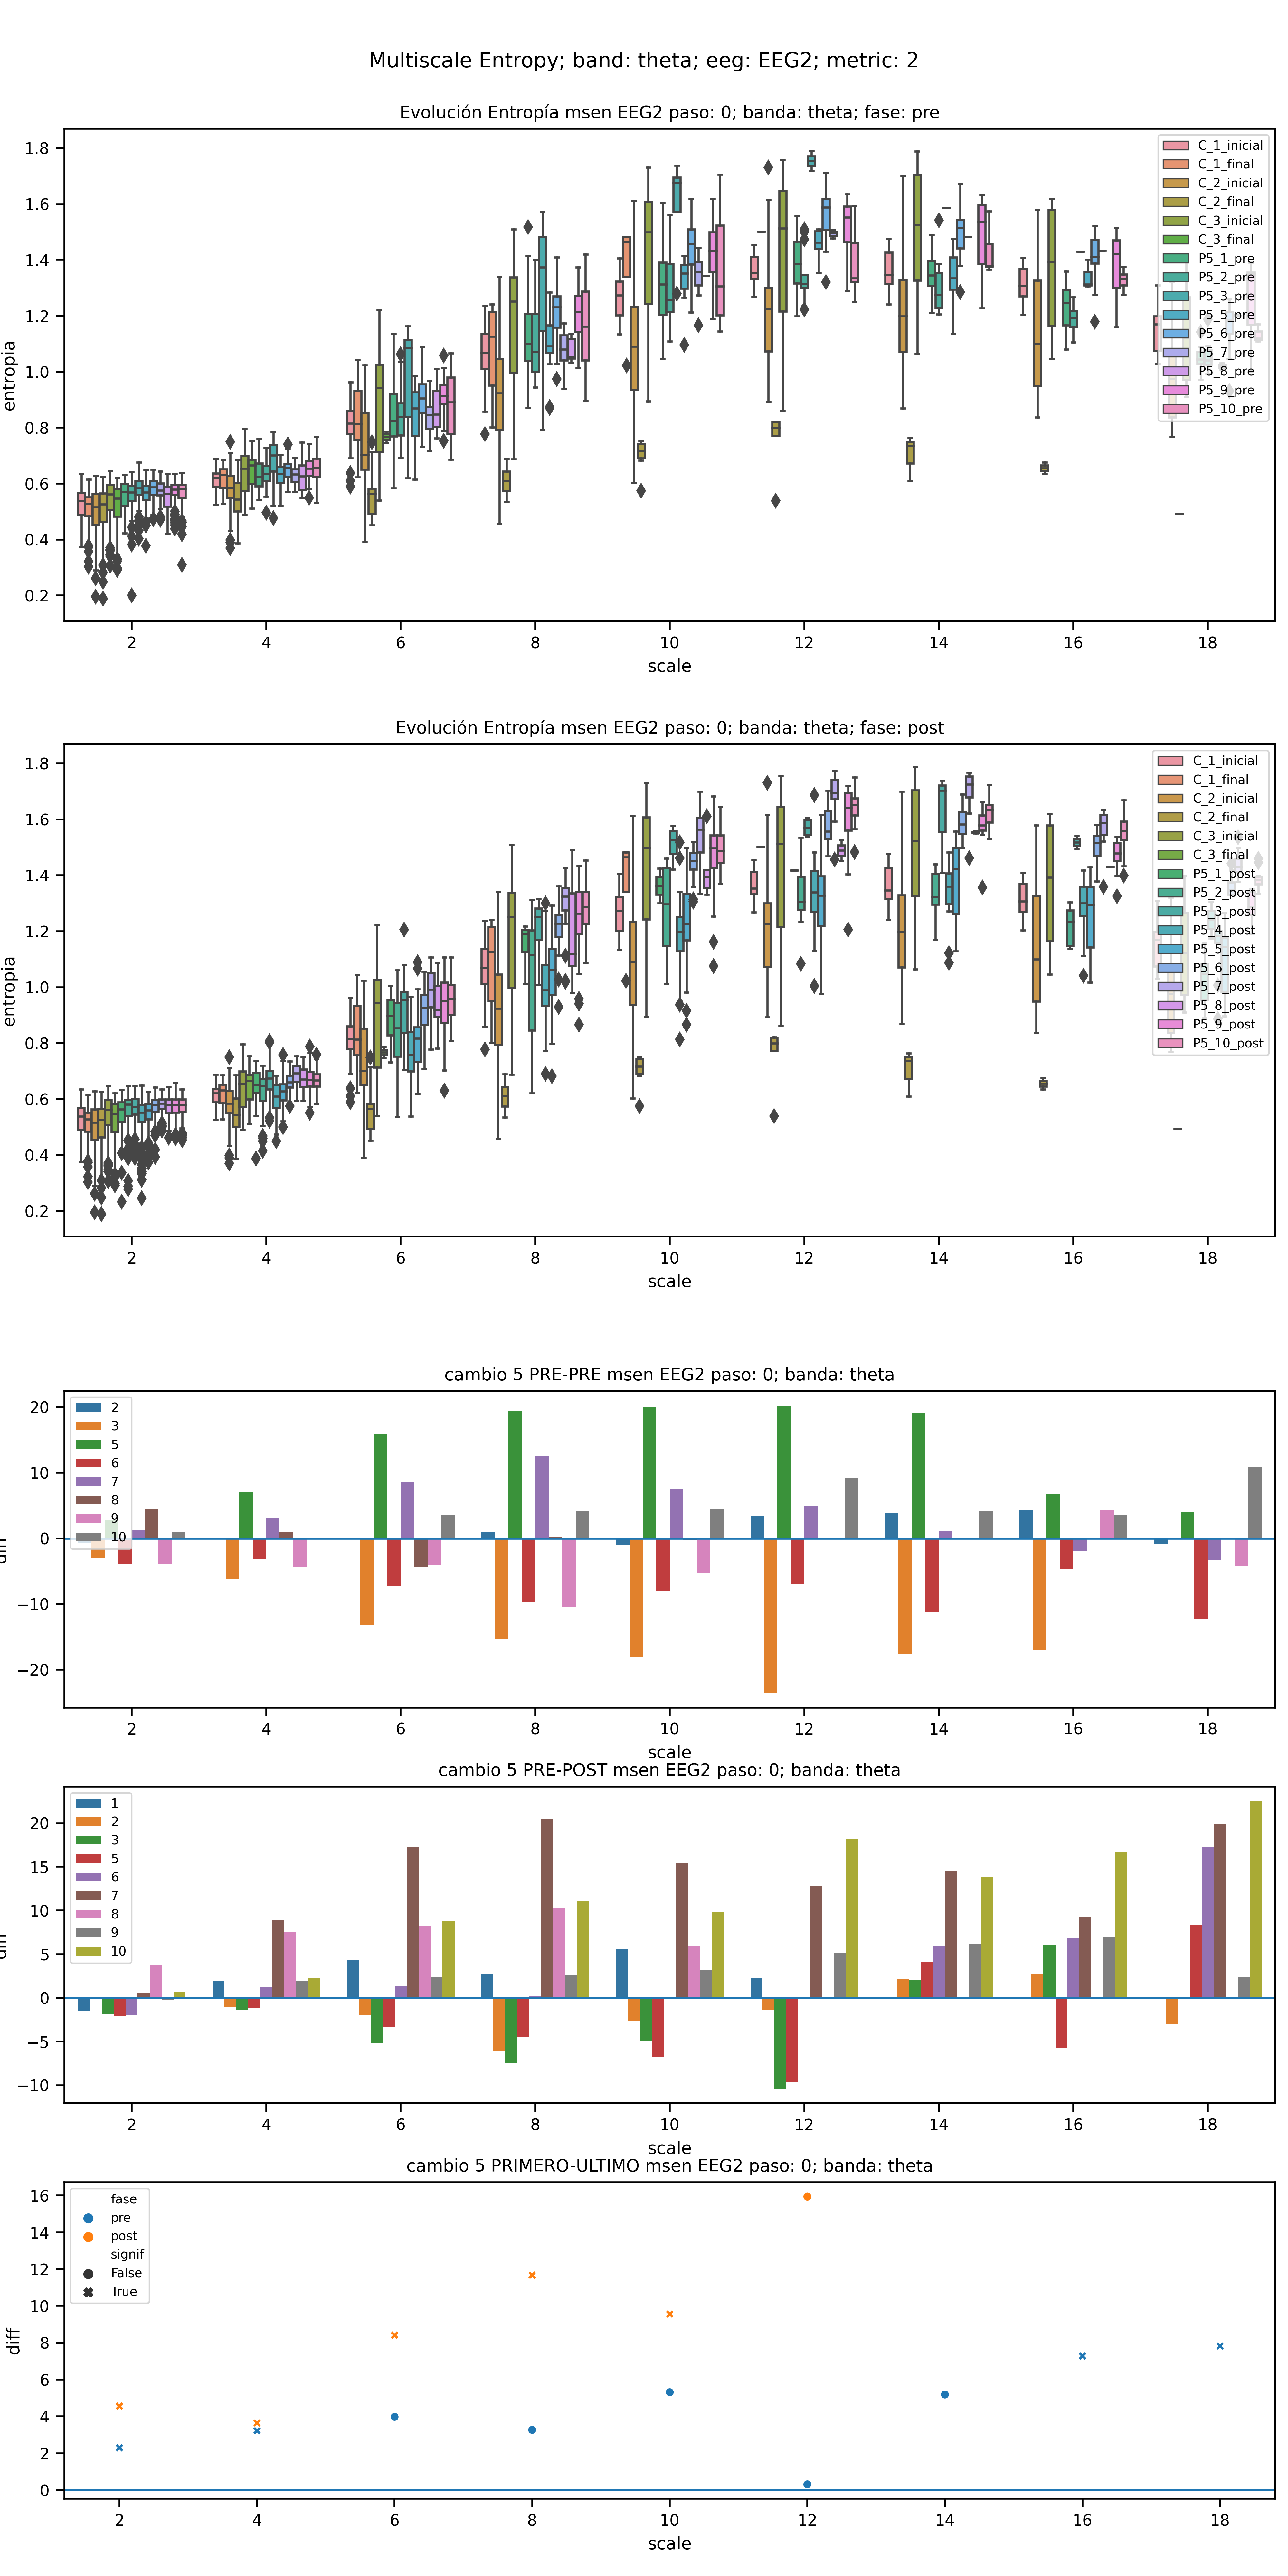 Multiscale Entropy; band: theta; eeg: EEG2; metric: 2
Evolución Entropía msen EEG2 paso: 0; banda: theta; fase: pre
entropia
1.8
1.6
1.4
1.2
1.0
0.8
0.6
0.4
0.2
C_1_inicial
C_1_final
C_2_inicial
C_2_final
C_3_inicial
C_3_final
P5_1_pre
P5_2_pre
P5_3_pre
P5_5_pre
P5_6_pre
P5_7_pre
P5_8_pre
P5_9_pre
P5_10_pre
2 4 6 8 10 12 14 16 18
scale
Evolución Entropía msen EEG2 paso: 0; banda: theta; fase: post
entropia
1.8
1.6
1.4
1.2
1.0
0.8
0.6
0.4
0.2
C_1_inicial
C_1_final
C_2_inicial
C_2_final
C_3_inicial
C_3_final
P5_1_post
P5_2_post
P5_3_post
P5_4_post
P5_5_post
P5_6_post
P5_7_post
P5_8_post
P5_9_post
P5_10_post
2 4 6 8 10 12 14 16 18
scale
cambio 5 PRE-PRE msen EEG2 paso: 0; banda: theta
20
10
0
−10
−20
2
3
5
6
7
8
9
10
2 4 6 8 10 12 14 16 18
scale
cambio 5 PRE-POST msen EEG2 paso: 0; banda: theta
20
15
10
5
0
−5
−10
1
2
3
5
6
7
8
9
10
2 4 6 8 10 12 14 16 18
scale
cambio 5 PRIMERO-ULTIMO msen EEG2 paso: 0; banda: theta
diff
16
14
12
10
8
6
4
2
0
fase
pre
post
signif
False
True
2 4 6 8 10 12 14 16 18
scale